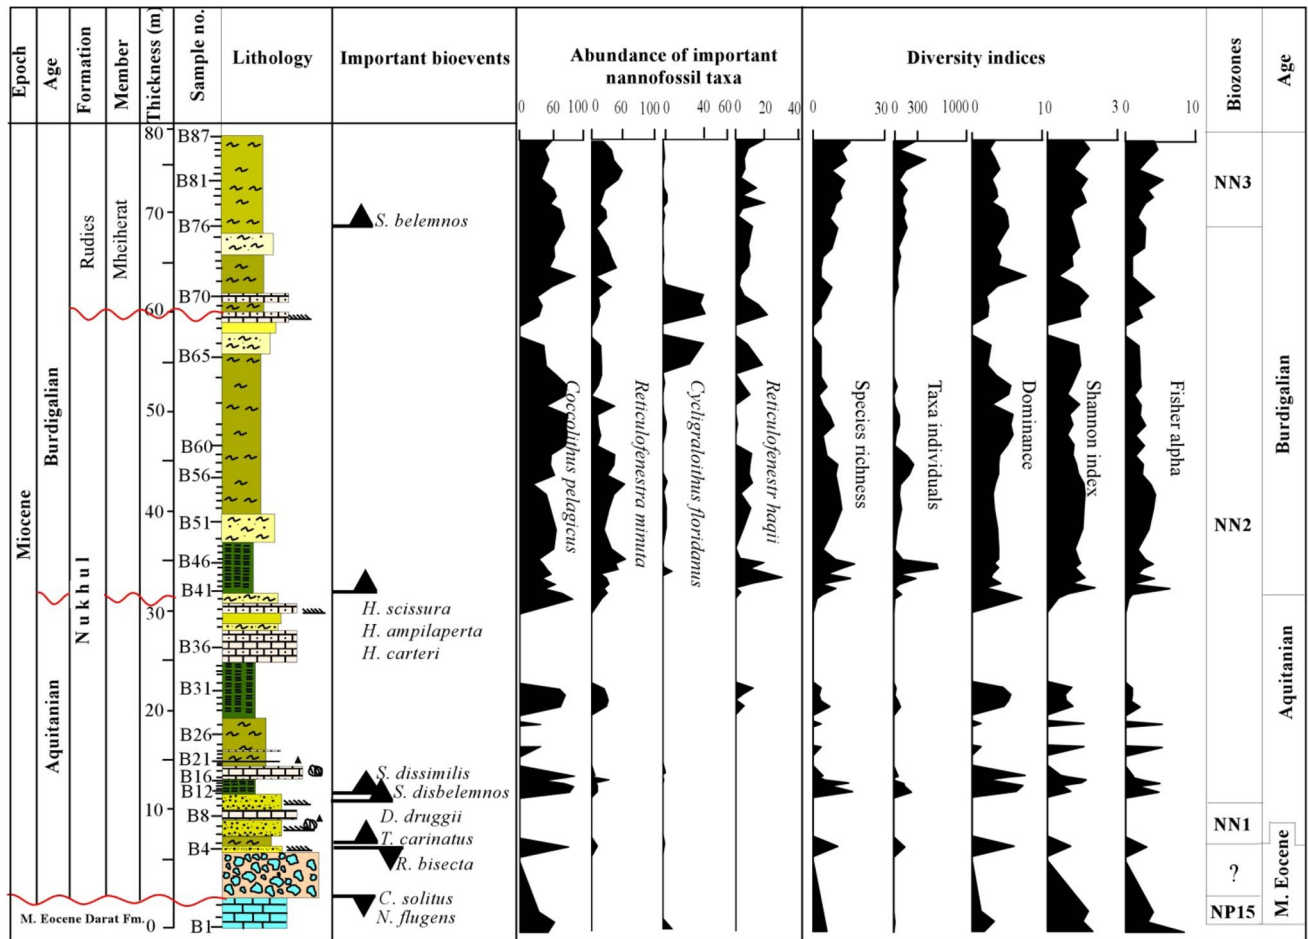 Epoch
Age
Formation
Member
Thickness (m)
Sample no.
Lithology
Important bioevents
Abundance of important
nannofossil taxa
Diversity indices
Biozones
Age
0 60 100 0 60 100 0 40 60 0 20 40
0 30 0 300 1000 0 10 3 0 10
Miocene
Aquitanian
Burdigalian
Nukhul
Rudies
Mheiherat
80
70
60
50
40
30
20
10
0
B87
B81
B76
B70
B65
B60
B56
B51
B46
B41
B36
B31
B26
B21
B16
B12
B8
B4
B1
S. belemnos
H. scissura
H. ampilaperta
H. carteri
S. dissimilis
S. disbelemnos
D. druggii
T. carinatus
R. bisecta
C. solitus
N. flugens
Coccolithus pelagicus
Reticulofenestra minuta
Cycligraloithus floridanus
Reticulofenestr haqii
Species richness
Taxa individuals
Dominance
Shannon index
Fisher alpha
NN3
NN2
NN1
?
NP15
Burdigalian
Aquitanian
M. Eocene
M. Eocene Darat Fm.